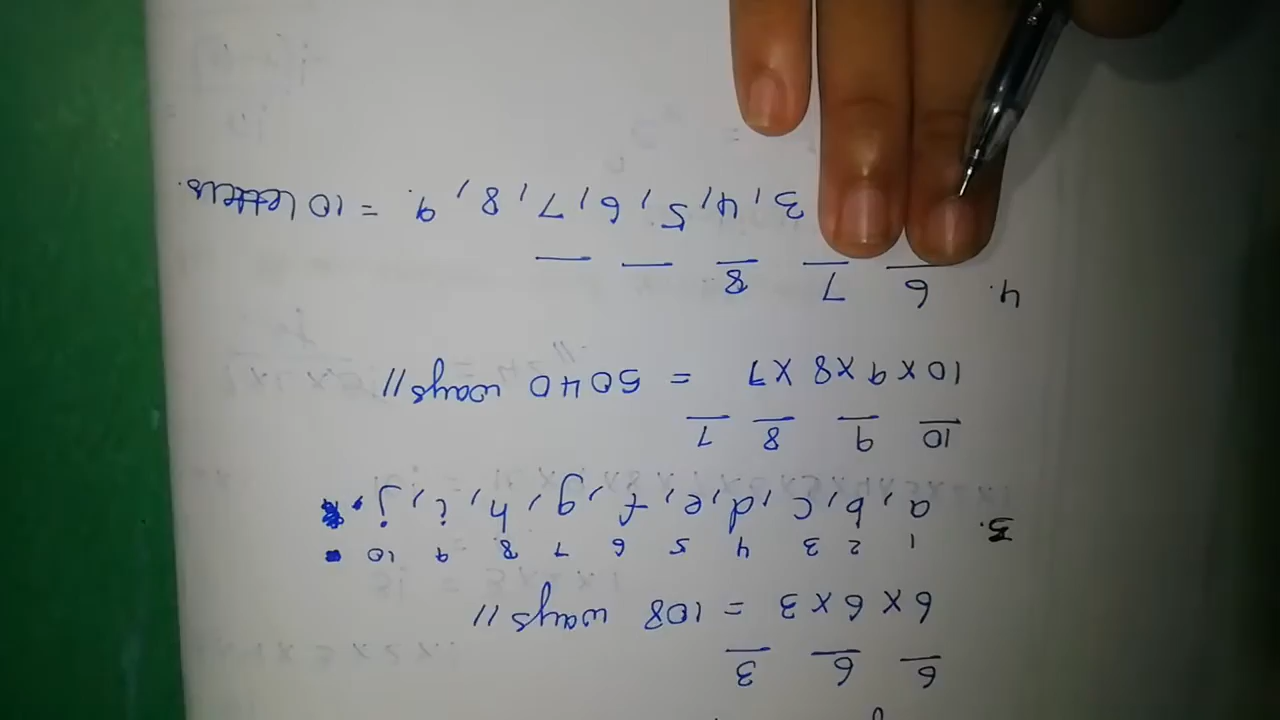 6 6 3
6 x 6 x 3 = 108 ways //
1 2 3 4 5 6 7 8 9 10
3. a, b, c, d, e, f, g, h, i, j.
10 9 8 7
10 x 9 x 8 x 7 = 5040 ways //
4. 6 7 8 _ _
3, 4, 5, 6, 7, 8, 9. = 10 letters.